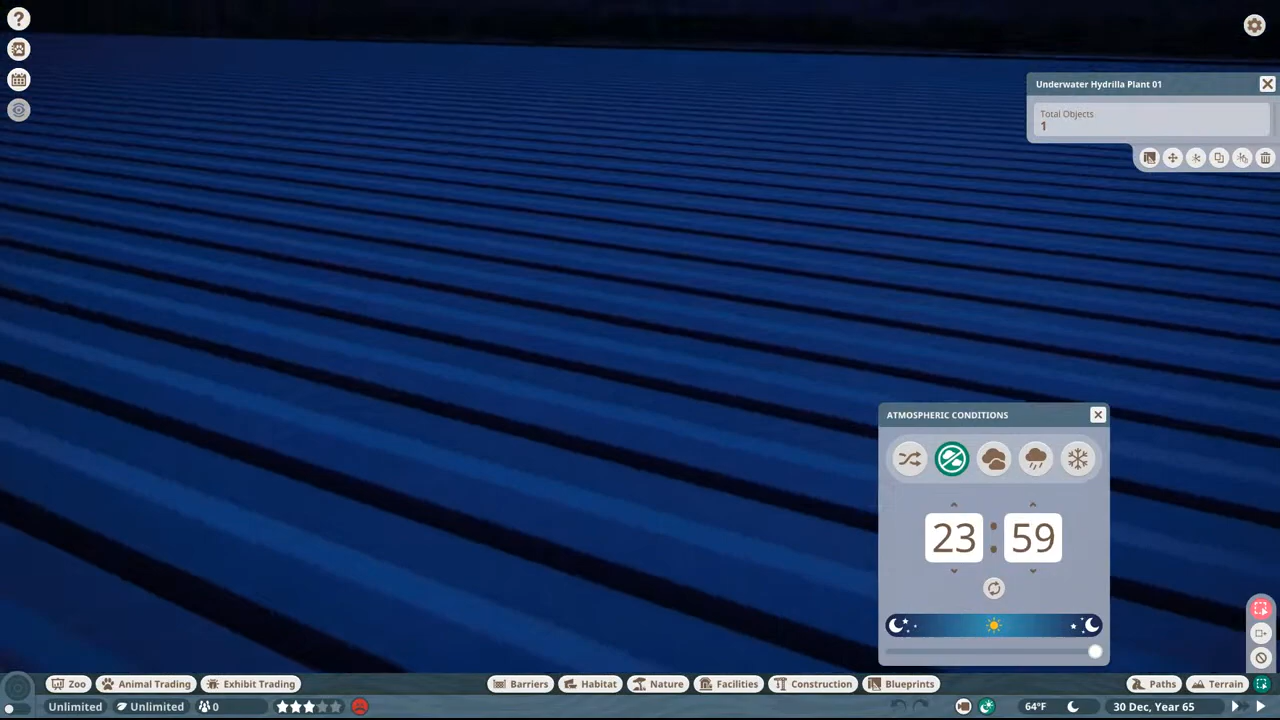 ?
Underwater Hydrilla Plant 01
Total Objects
1
ATMOSPHERIC CONDITIONS
23 : 59
Zoo
Animal Trading
Exhibit Trading
Barriers
Habitat
Nature
Facilities
Construction
Blueprints
Paths
Terrain
Unlimited
Unlimited
0
64°F
30 Dec, Year 65